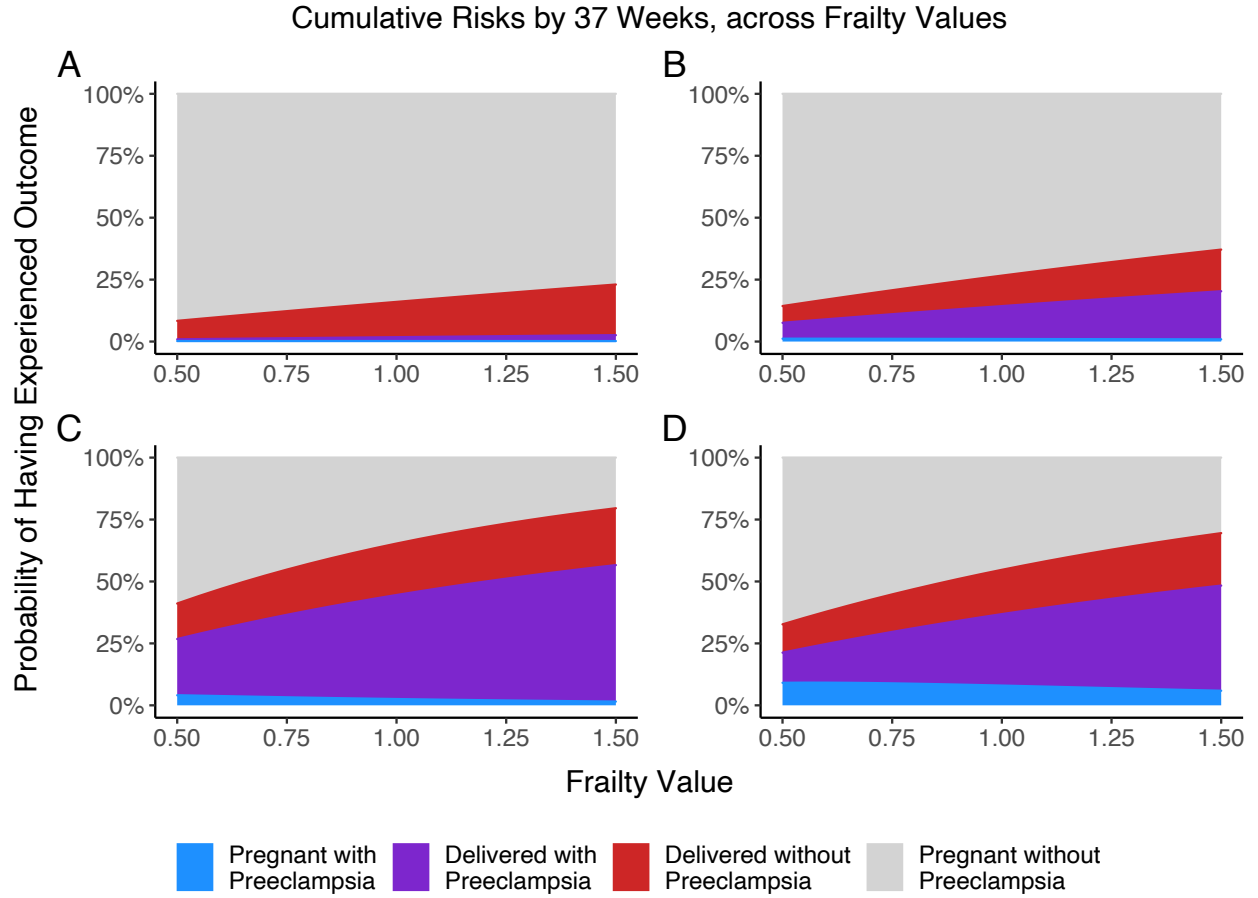 Cumulative Risks by 37 Weeks, across Frailty Values
Probability of Having Experienced Outcome
A
100%
75%
50%
25%
0%
0.50 0.75 1.00 1.25 1.50
B
100%
75%
50%
25%
0%
0.50 0.75 1.00 1.25 1.50
C
100%
75%
50%
25%
0%
0.50 0.75 1.00 1.25 1.50
D
100%
75%
50%
25%
0%
0.50 0.75 1.00 1.25 1.50
Frailty Value
Pregnant with
Preeclampsia
Delivered with
Preeclampsia
Delivered without
Preeclampsia
Pregnant without
Preeclampsia